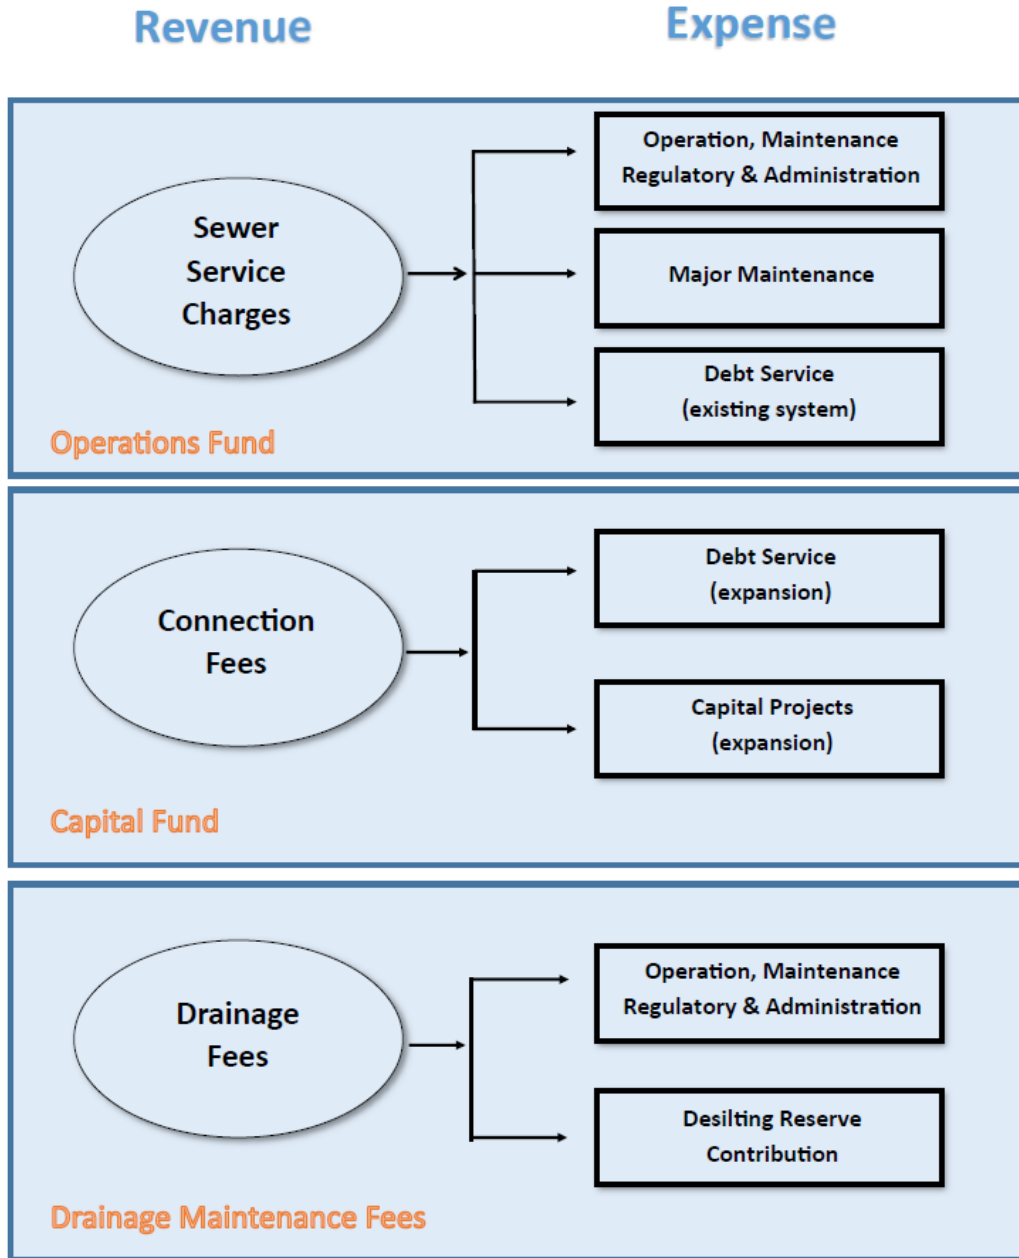 Revenue
Expense
Sewer
Service
Charges
Operation, Maintenance
Regulatory & Administration
Major Maintenance
Debt Service
(existing system)
Operations Fund
Connection
Fees
Debt Service
(expansion)
Capital Projects
(expansion)
Capital Fund
Drainage
Fees
Operation, Maintenance
Regulatory & Administration
Desilting Reserve
Contribution
Drainage Maintenance Fees